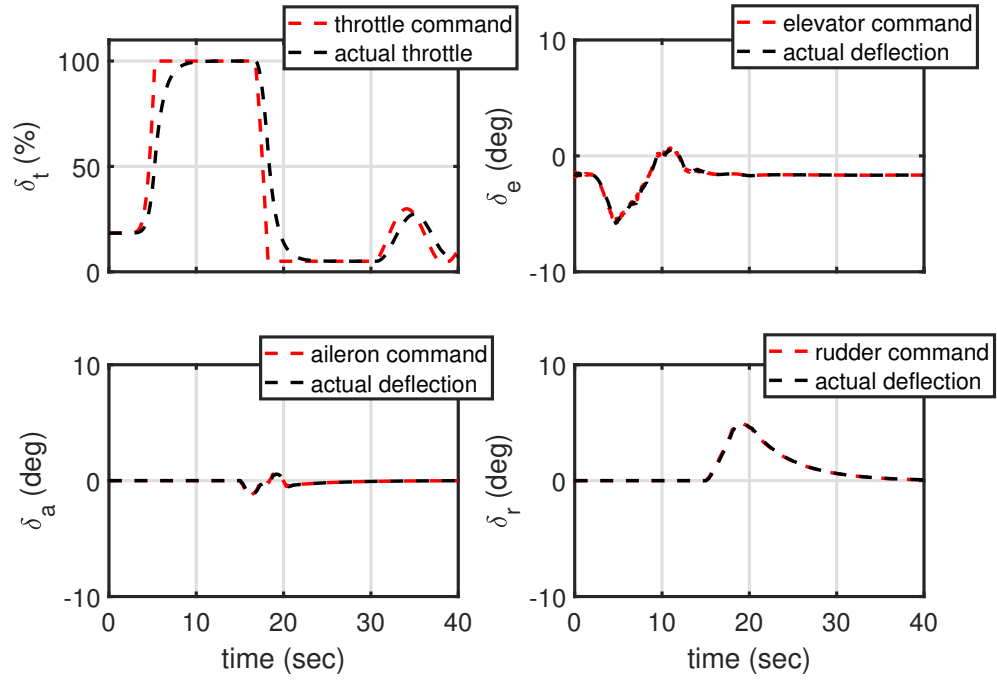 throttle command
actual throttle
100
50
0
δt (%)
elevator command
actual deflection
10
0
-10
δe (deg)
aileron command
actual deflection
10
0
-10
δa (deg)
0
10
20
30
40
time (sec)
rudder command
actual deflection
10
0
-10
δr (deg)
0
10
20
30
40
time (sec)